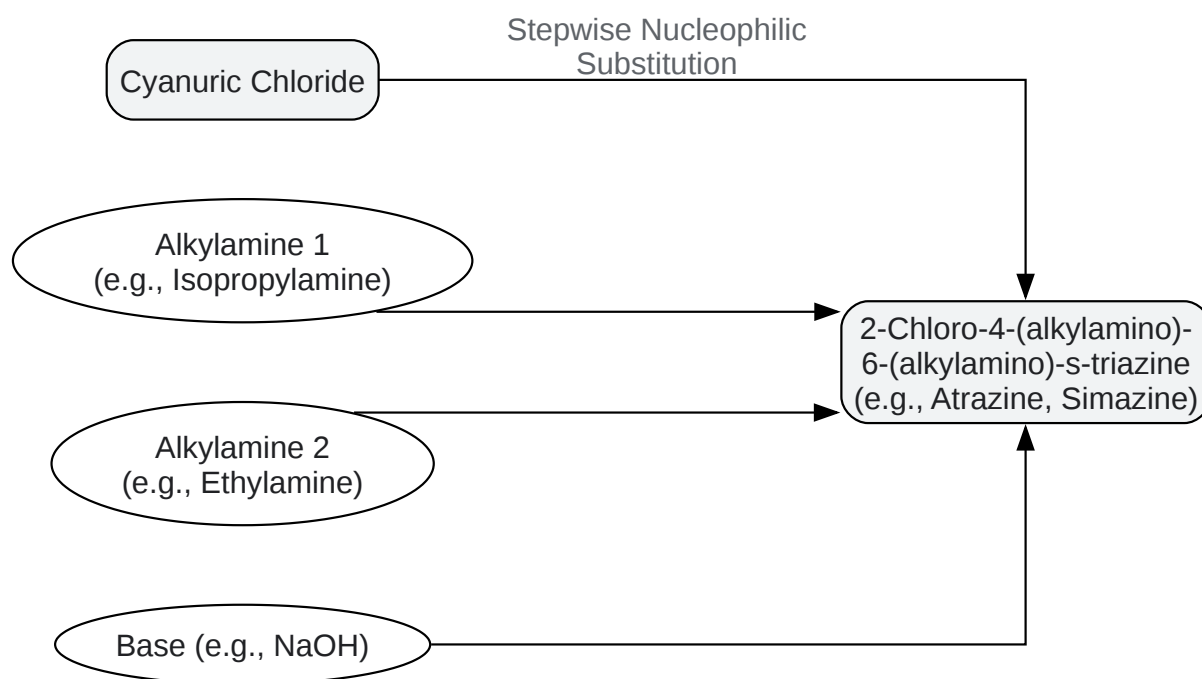 Stepwise Nucleophilic
Substitution
Cyanuric Chloride
Alkylamine 1
(e.g., Isopropylamine)
2-Chloro-4-(alkylamino)-
6-(alkylamino)-s-triazine
(e.g., Atrazine, Simazine)
Alkylamine 2
(e.g., Ethylamine)
Base (e.g., NaOH)